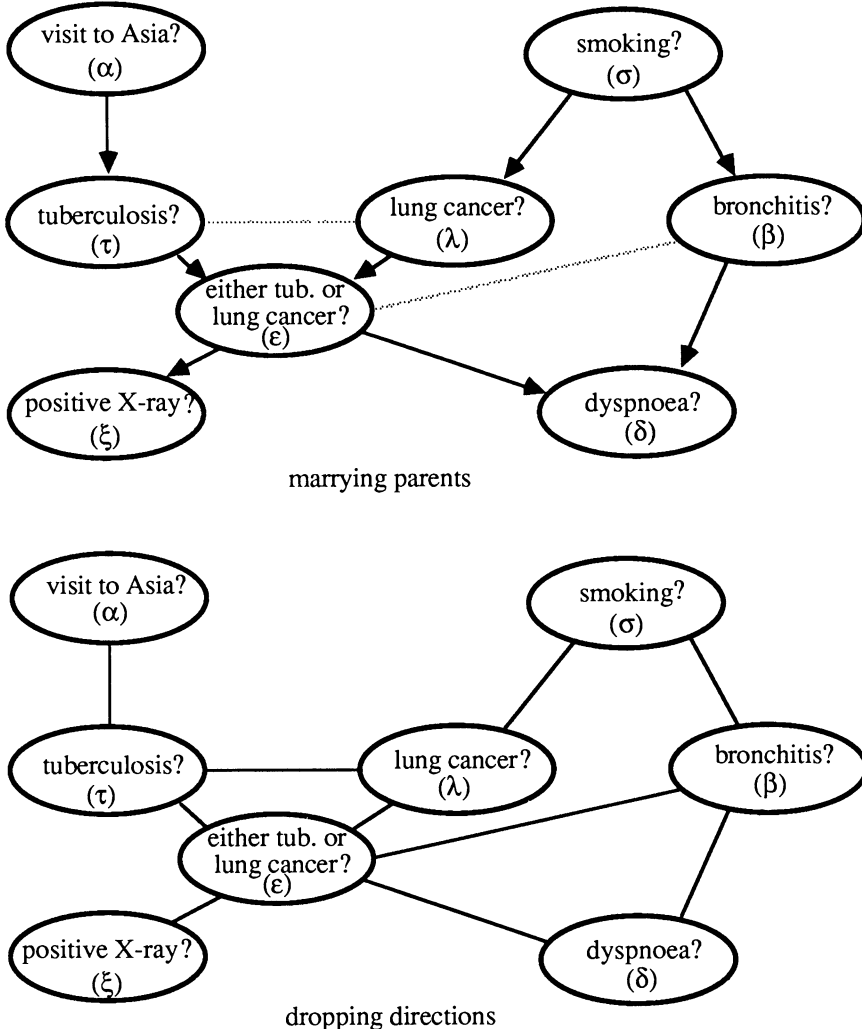 visit to Asia?
(α)
smoking?
(σ)
tuberculosis?
(τ)
lung cancer?
(λ)
bronchitis?
(β)
either tub. or
lung cancer?
(ε)
positive X-ray?
(ξ)
dyspnoea?
(δ)
marrying parents
visit to Asia?
(α)
smoking?
(σ)
tuberculosis?
(τ)
lung cancer?
(λ)
bronchitis?
(β)
either tub. or
lung cancer?
(ε)
positive X-ray?
(ξ)
dyspnoea?
(δ)
dropping directions